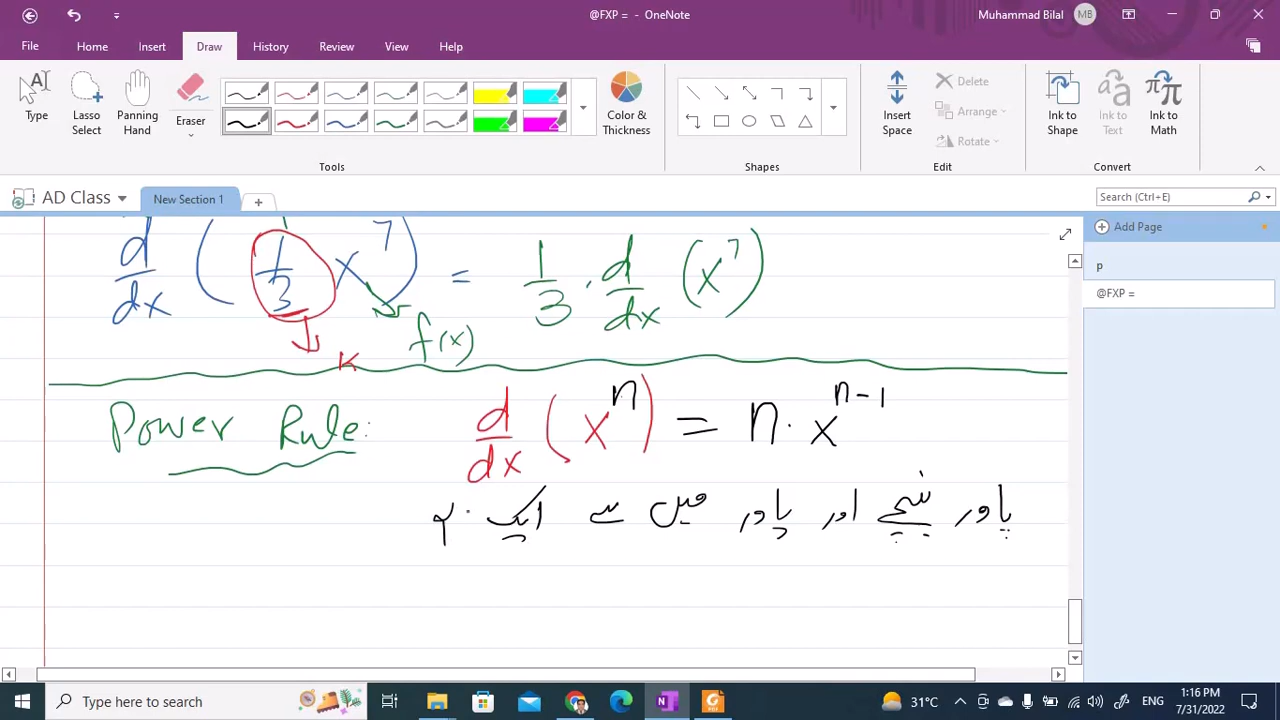 @FXP = - OneNote
Muhammad Bilal MB
File Home Insert Draw History Review View Help
Type Lasso Select Panning Hand Eraser Color & Thickness Insert Space Delete Arrange Rotate Ink to Shape Ink to Text Ink to Math
Tools Shapes Edit Convert
AD Class New Section 1 + Search (Ctrl+E)
Add Page
p
@FXP =
d/dx (1/3 x^7) = 1/3 · d/dx (x^7)
K f(x)
Power Rule: d/dx (x^n) = n · x^(n-1)
پاور نیچے اور پاور میں سے ایک
Type here to search 31°C ENG 1:16 PM 7/31/2022